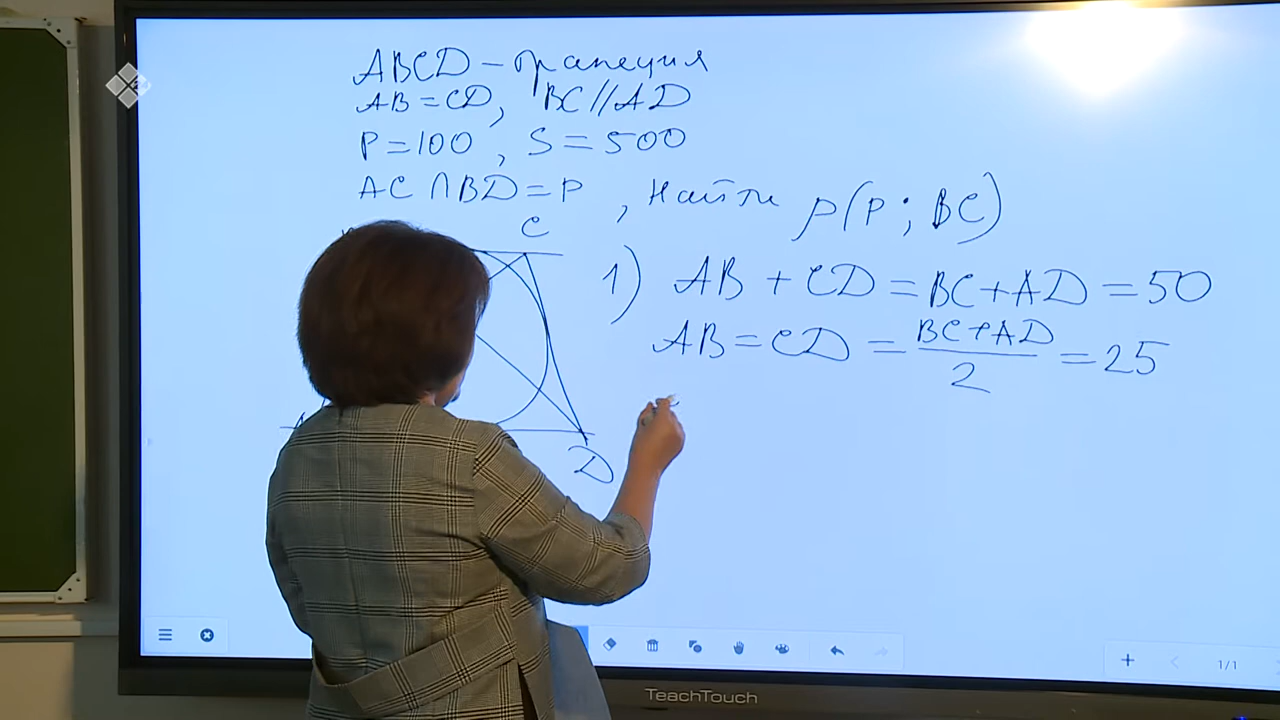 ABCD – трапеция
AB = CD, BC // AD
P = 100, S = 500
AC ∩ BD = P, Найти ρ(P; BC)
C
1) AB + CD = BC + AD = 50
AB = CD = \frac{BC + AD}{2} = 25
D
1/1
TeachTouch